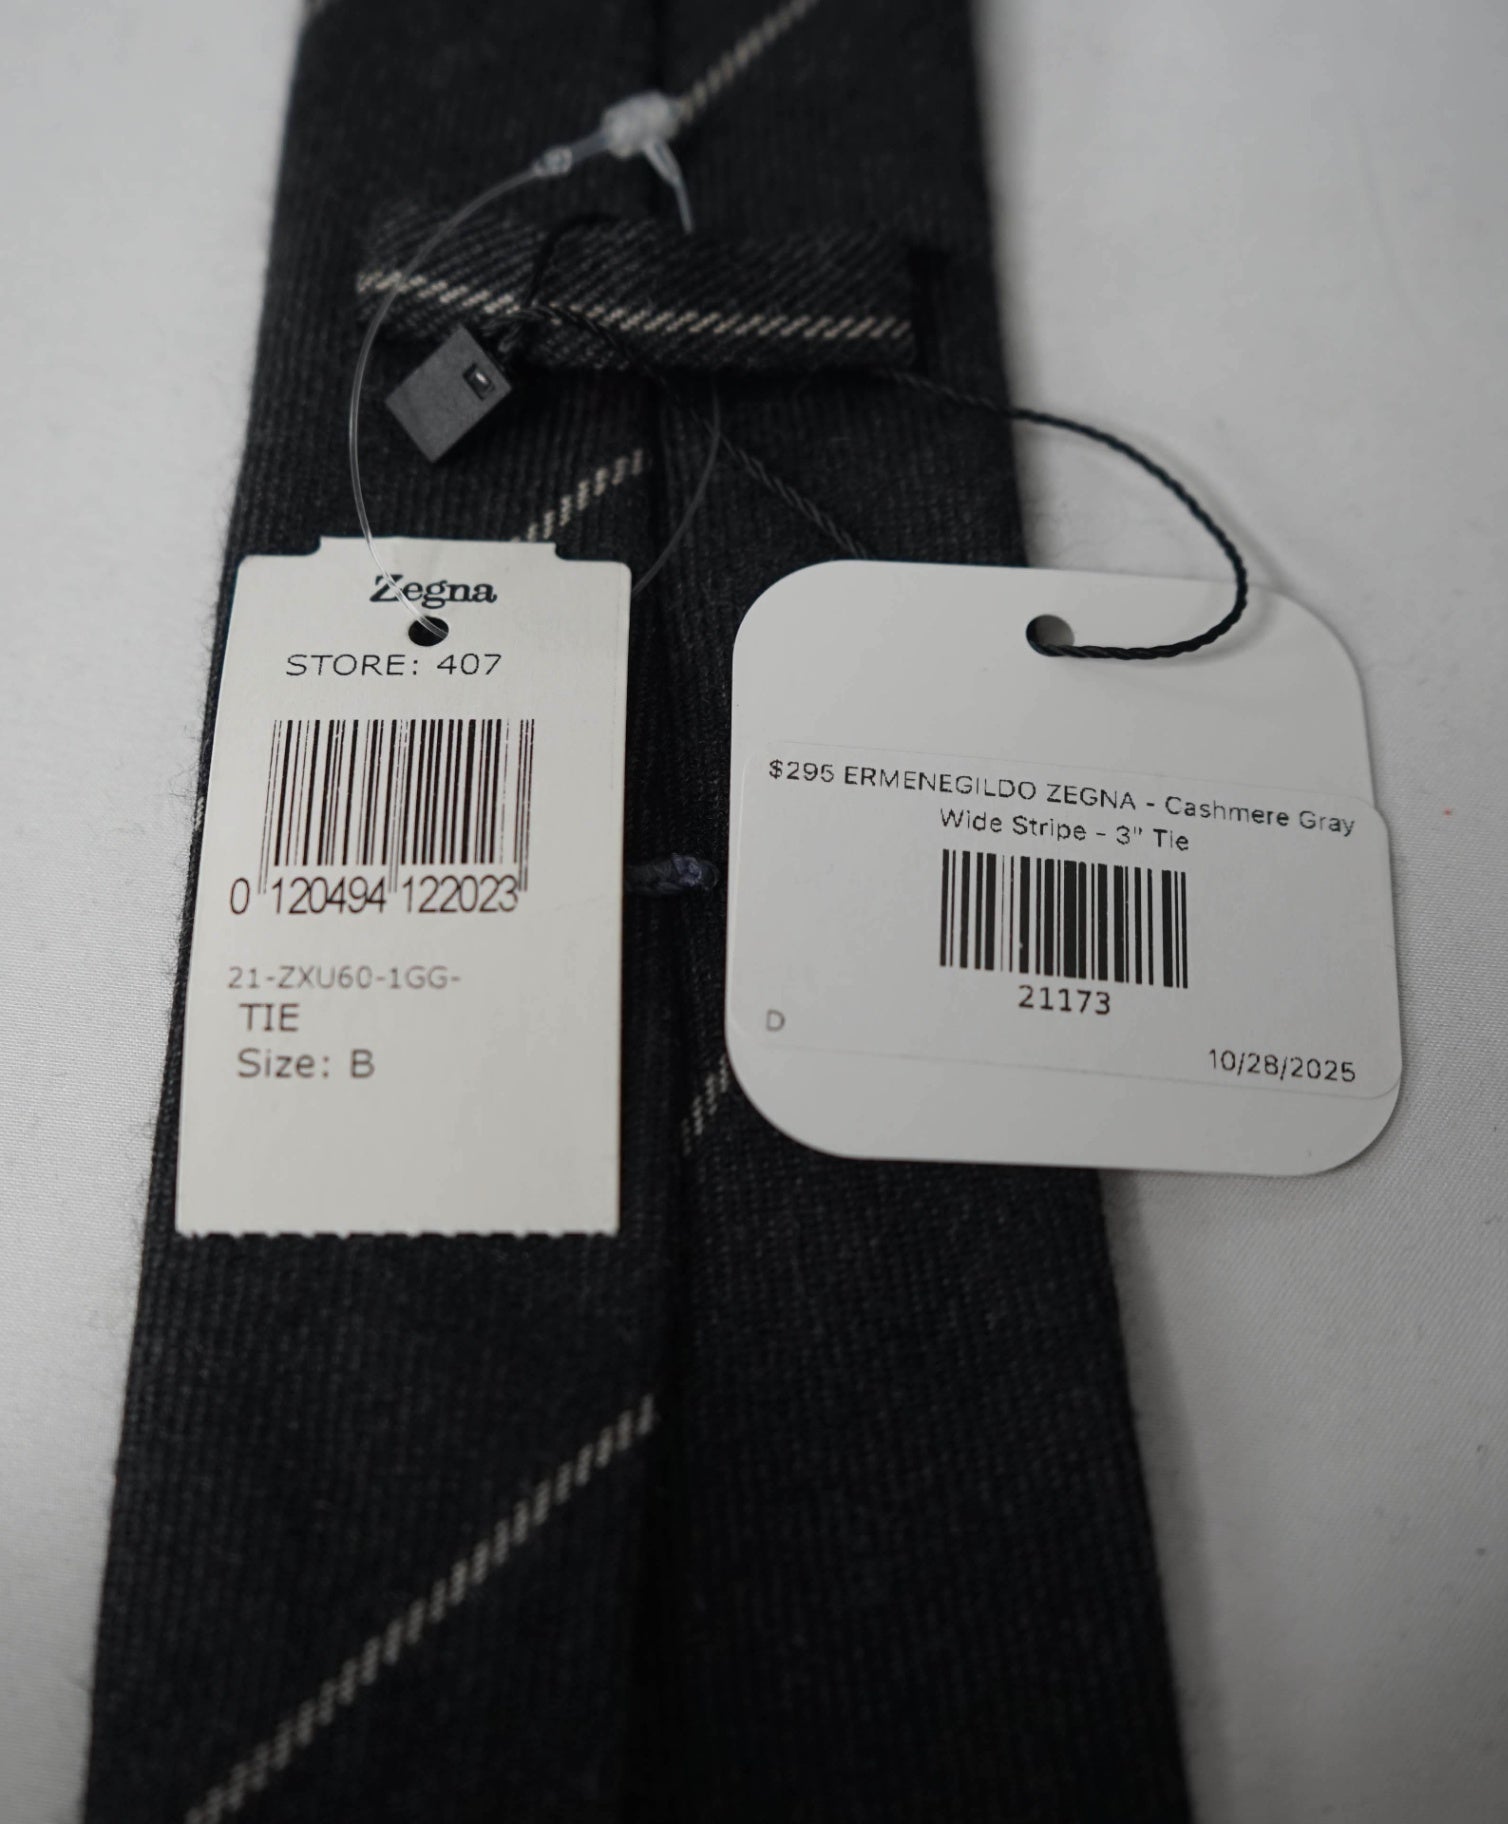 Zegna
STORE: 407
0 120494 122023
21-ZXU60-1GG-
TIE
Size: B
$295 ERMENEGILDO ZEGNA - Cashmere Gray
Wide Stripe - 3" Tie
21173
D
10/28/2025